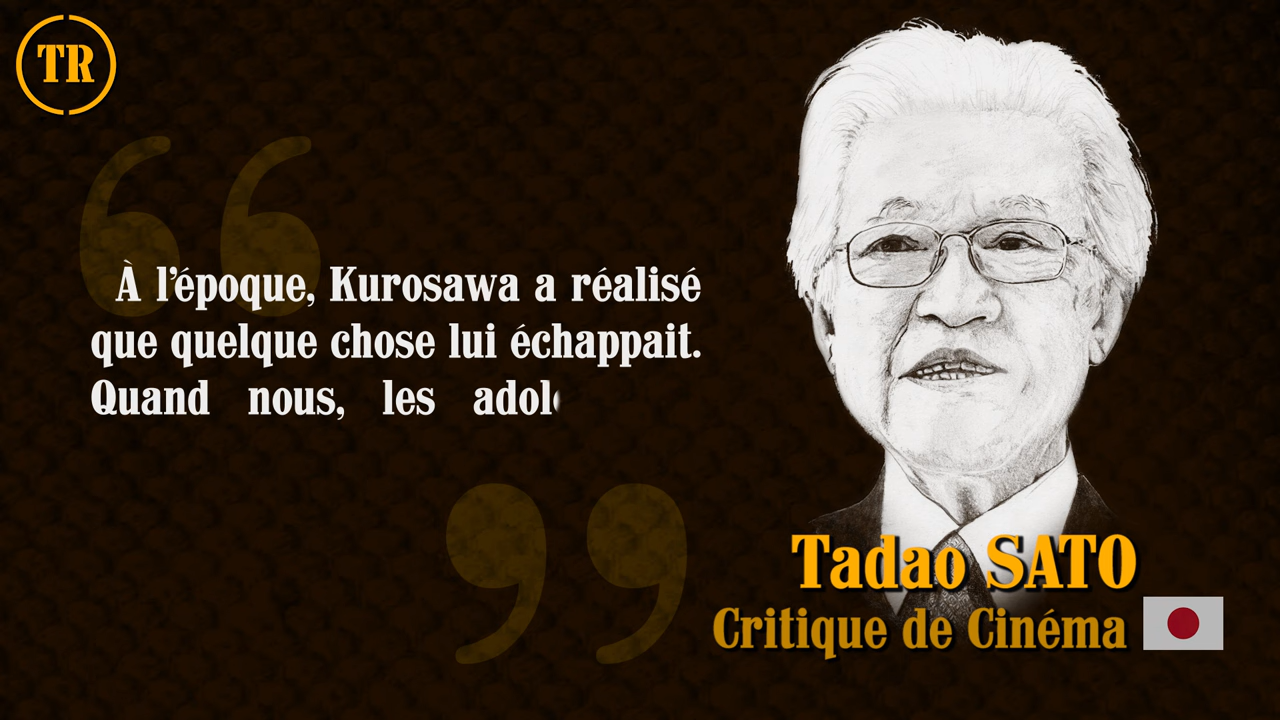 TR
À l'époque, Kurosawa a réalisé
que quelque chose lui échappait.
Quand nous, les
Tadao SATO
Critique de Cinéma